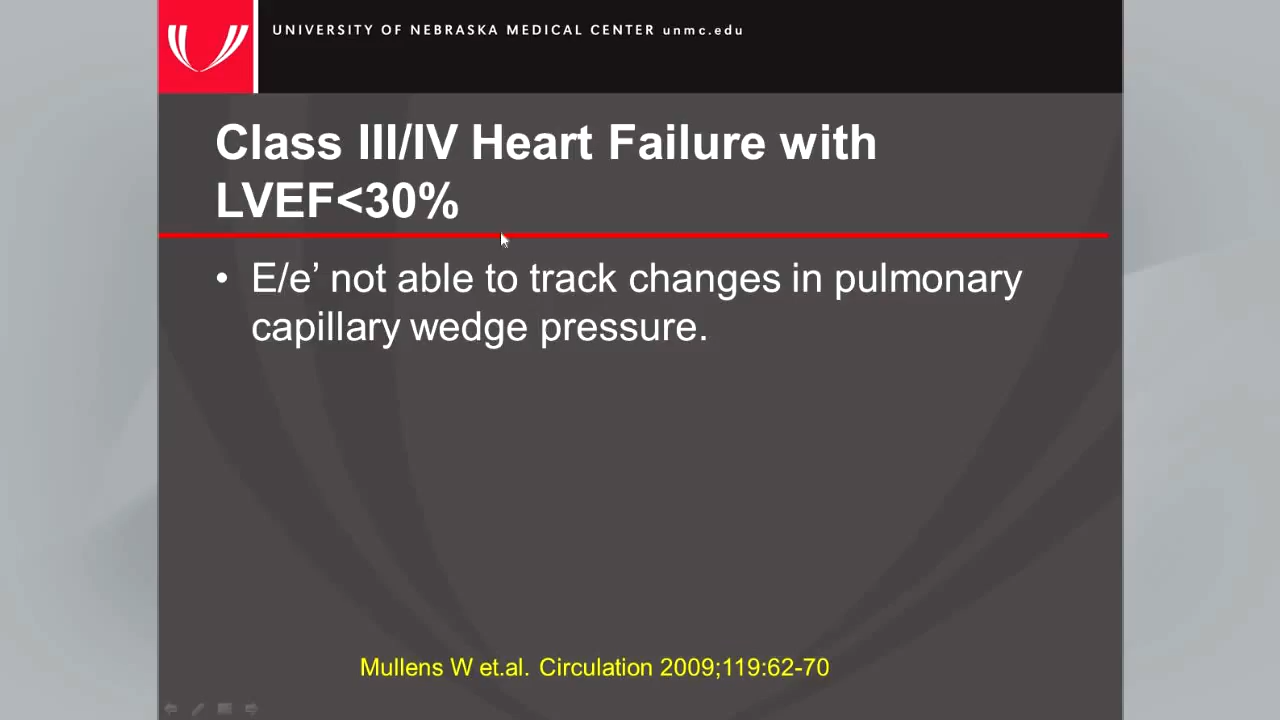 UNIVERSITY OF NEBRASKA MEDICAL CENTER unmc.edu
Class III/IV Heart Failure with
LVEF<30%
• E/e’ not able to track changes in pulmonary
capillary wedge pressure.
Mullens W et.al. Circulation 2009;119:62-70